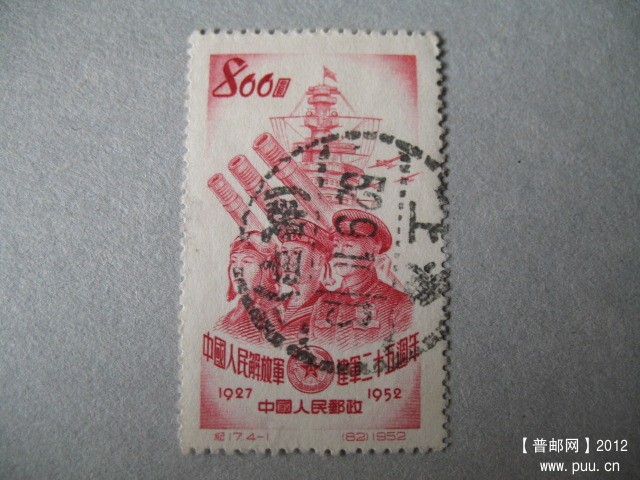 800圓
中國人民解放軍 建軍二十五週年
1927 1952
中國人民郵政
紀17.4-1 (82)1952
【普邮网】2012
www.puu.cn